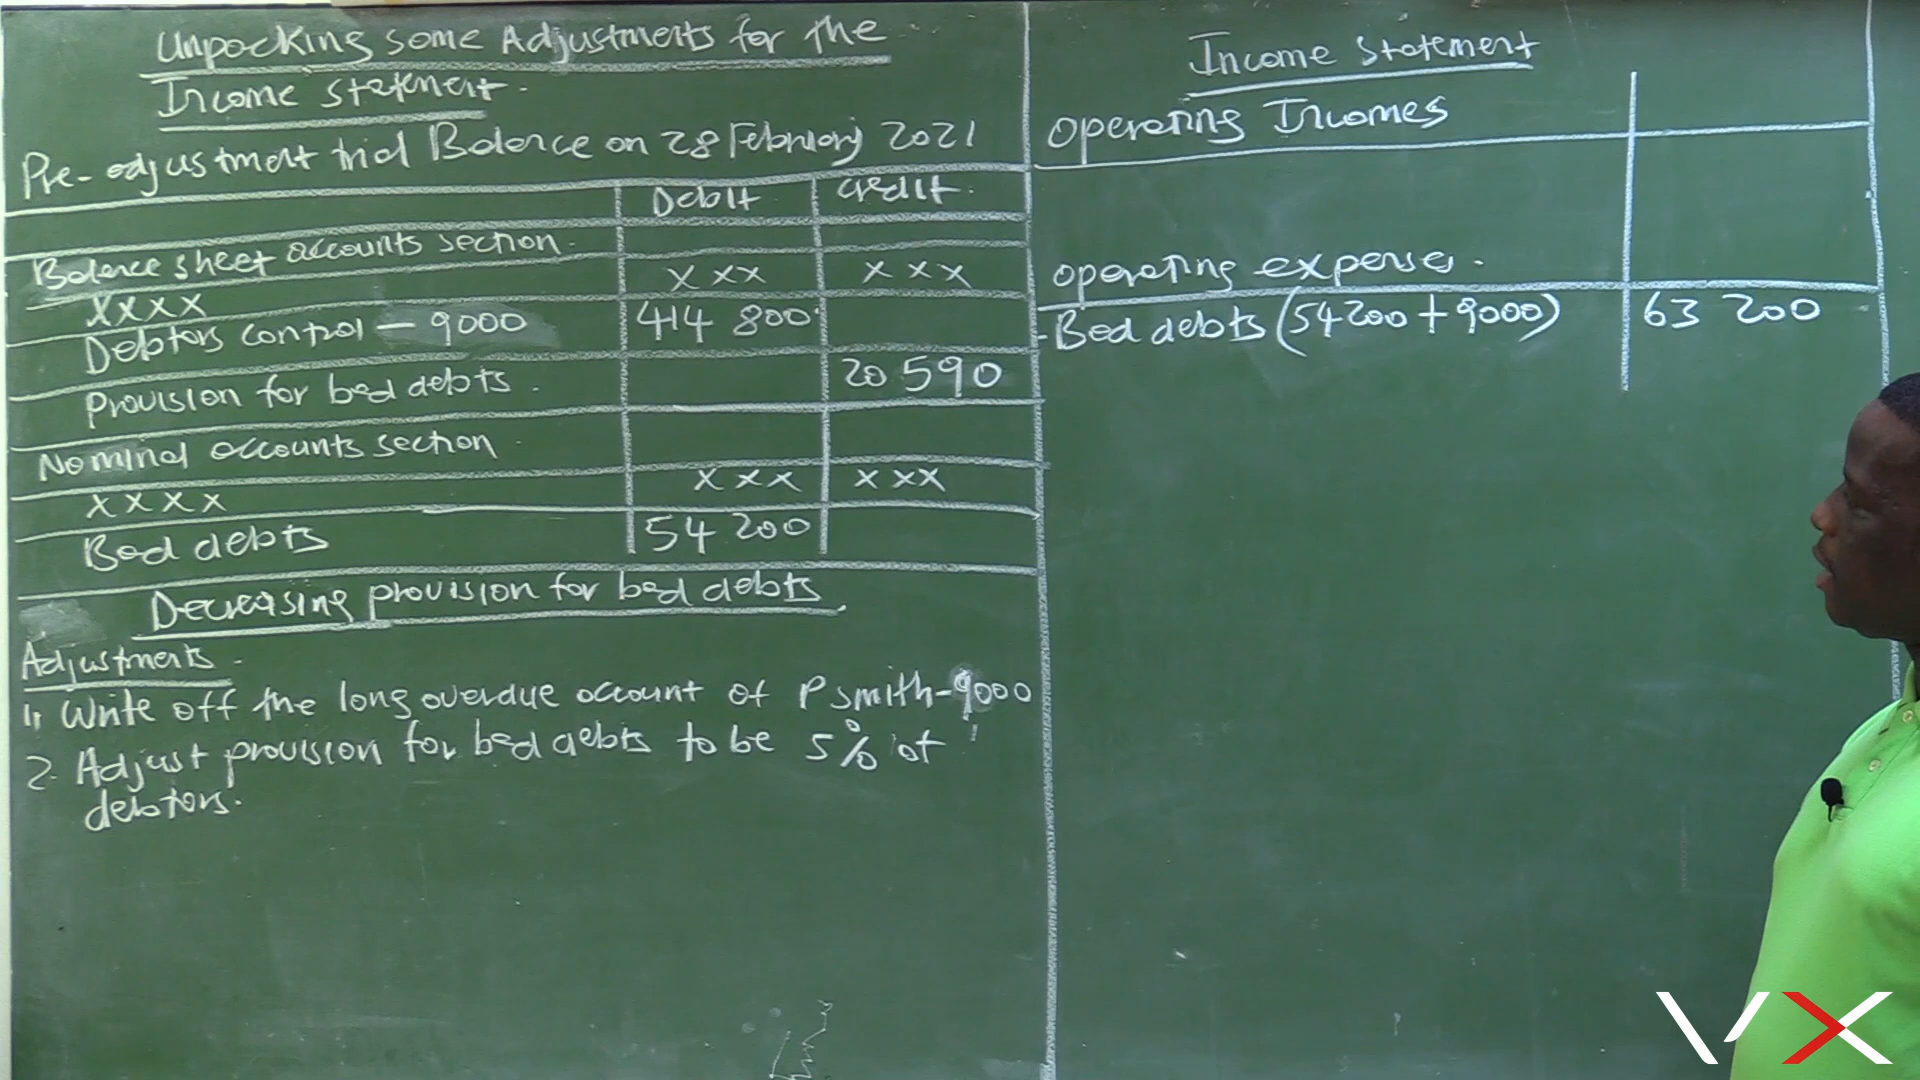 Unpacking some Adjustments for the
Income statement.
Pre-adjustment trial Balance on 28 February 2021
Debit Credit
Balance sheet accounts section.
XXXX XXX XXX
Debtors control - 9000 414 800
Provision for bad debts. 20 590
Nominal accounts section
XXXX XXX XXX
Bad debts 54 200
Decreasing provision for bad debts
Adjustments.
1, Write off the long overdue account of P Smith-9000
2. Adjust provision for bad debts to be 5% of
debtors.
Income statement
Operating Incomes
Operating expenses.
-Bad debts (54200+9000) 63 200
VX